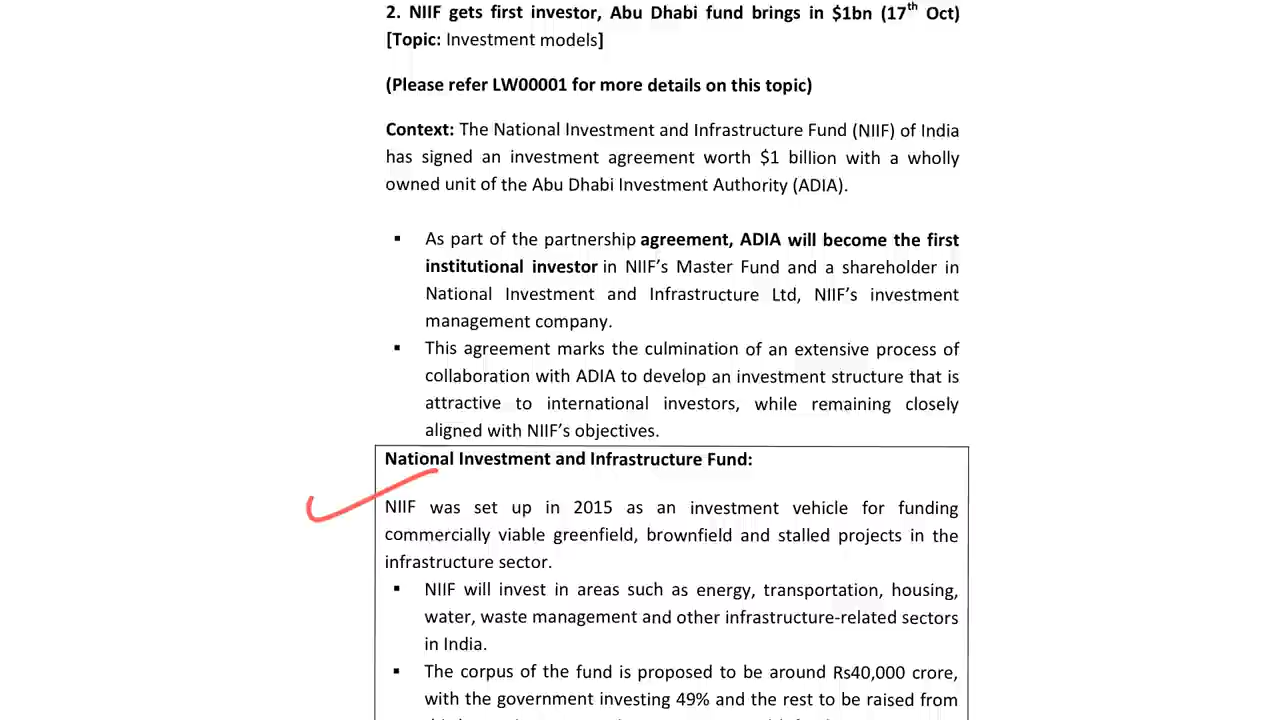 2. NIIF gets first investor, Abu Dhabi fund brings in $1bn (17th Oct)
[Topic: Investment models]
(Please refer LW00001 for more details on this topic)
Context: The National Investment and Infrastructure Fund (NIIF) of India
has signed an investment agreement worth $1 billion with a wholly
owned unit of the Abu Dhabi Investment Authority (ADIA).
▪ As part of the partnership agreement, ADIA will become the first
institutional investor in NIIF's Master Fund and a shareholder in
National Investment and Infrastructure Ltd, NIIF's investment
management company.
▪ This agreement marks the culmination of an extensive process of
collaboration with ADIA to develop an investment structure that is
attractive to international investors, while remaining closely
aligned with NIIF's objectives.
National Investment and Infrastructure Fund:
NIIF was set up in 2015 as an investment vehicle for funding
commercially viable greenfield, brownfield and stalled projects in the
infrastructure sector.
▪ NIIF will invest in areas such as energy, transportation, housing,
water, waste management and other infrastructure-related sectors
in India.
▪ The corpus of the fund is proposed to be around Rs40,000 crore,
with the government investing 49% and the rest to be raised from